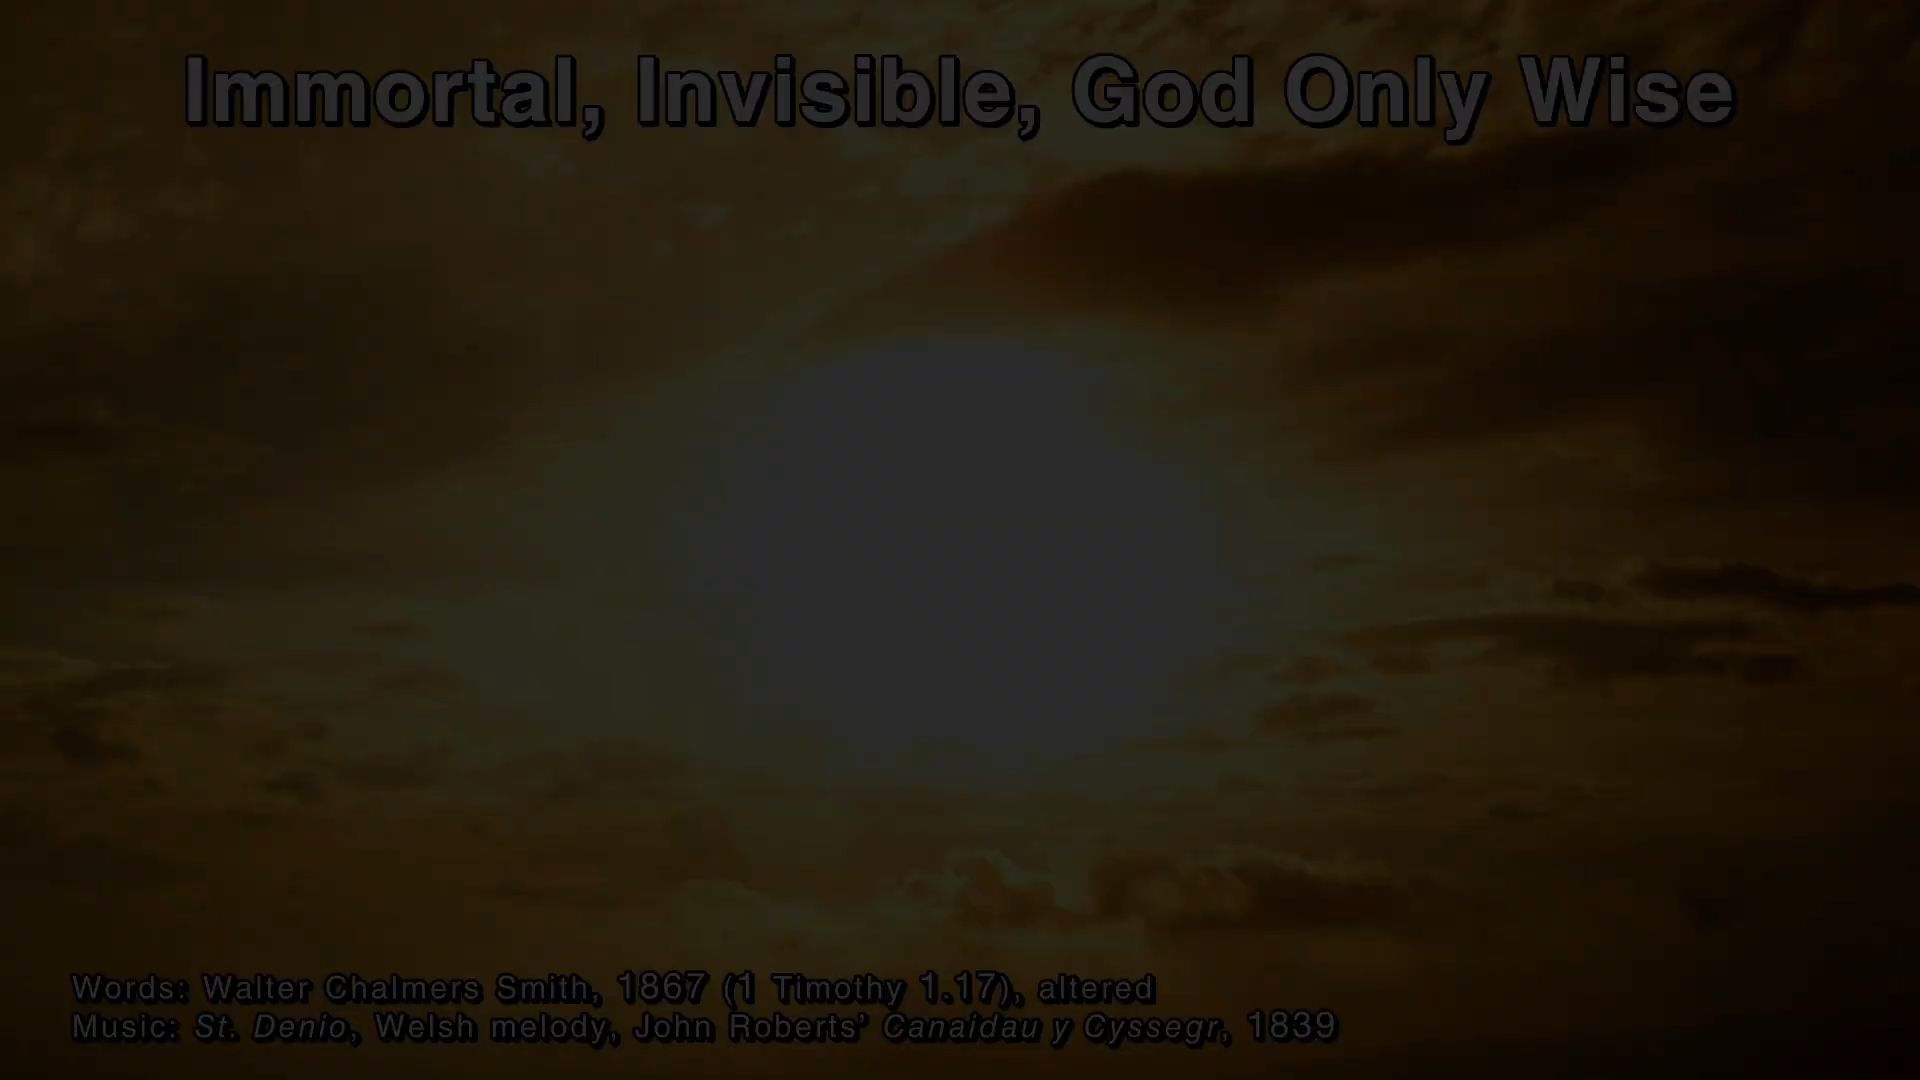 Immortal, Invisible, God Only Wise
Words: Walter Chalmers Smith, 1867 (1 Timothy 1.17), altered
Music: St. Denio, Welsh melody, John Roberts’ Canaidau y Cyssegr, 1839